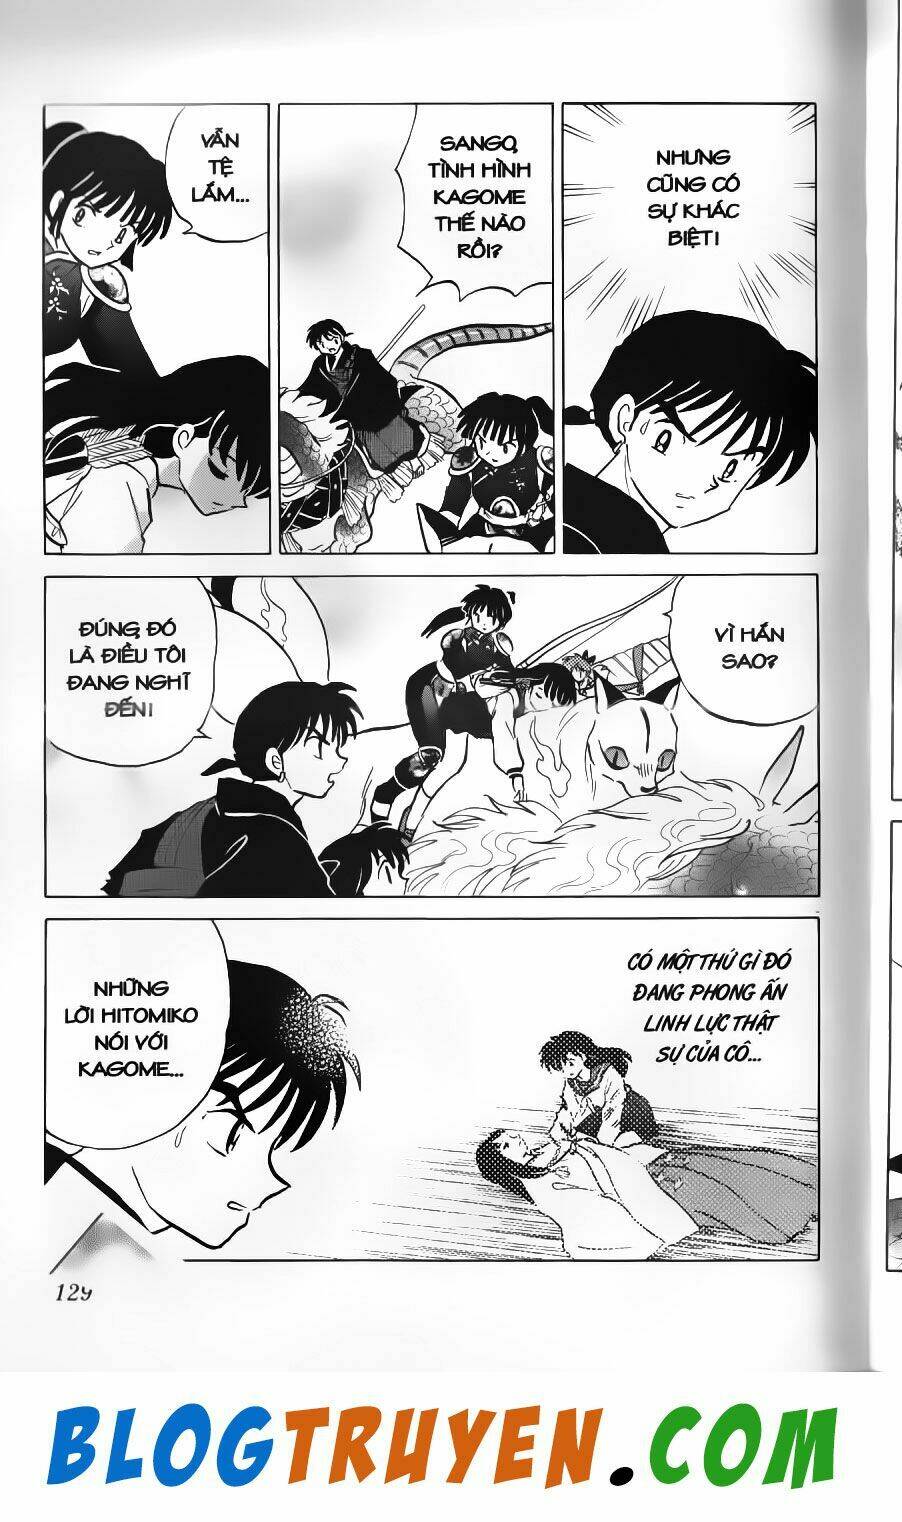 NHƯNG
CŨNG CÓ
SỰ KHÁC
BIỆT!
SANGO,
TÌNH HÌNH
KAGOME
THẾ NÀO
RỒI?
VẪN
TỆ
LẮM...
VÌ HẮN
SAO?
ĐÚNG, ĐÓ
LÀ ĐIỀU TÔI
ĐANG NGHĨ
ĐẾN!
CÓ MỘT THỨ GÌ ĐÓ
ĐANG PHONG ẤN
LINH LỰC THẬT
SỰ CỦA CÔ...
NHỮNG
LỜI HITOMIKO
NÓI VỚI
KAGOME...
129
BLOGTRUYEN.COM